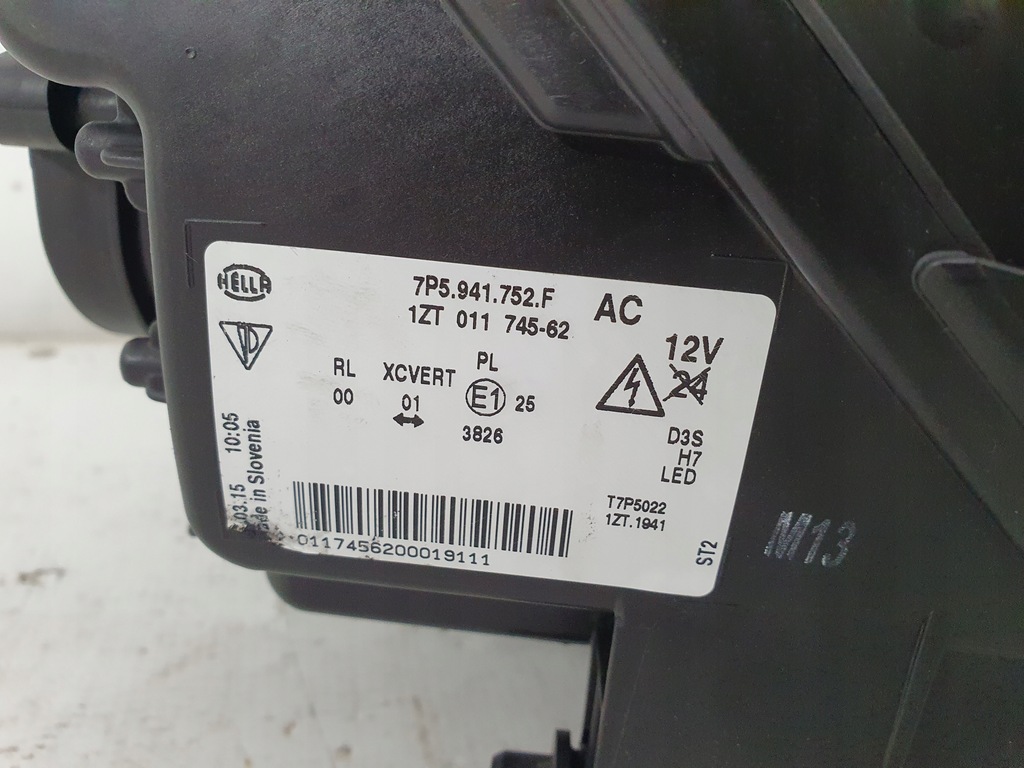 HELLA
7P5.941.752.F
AC
1ZT 011 745-62
12V
24
RL
XCVERT
PL
00
01
E1
25
3826
D3S
H7
LED
T7P5022
1ZT.1941
ST2
.03.15 10:05
in Slovenia
0117456200019111
M13